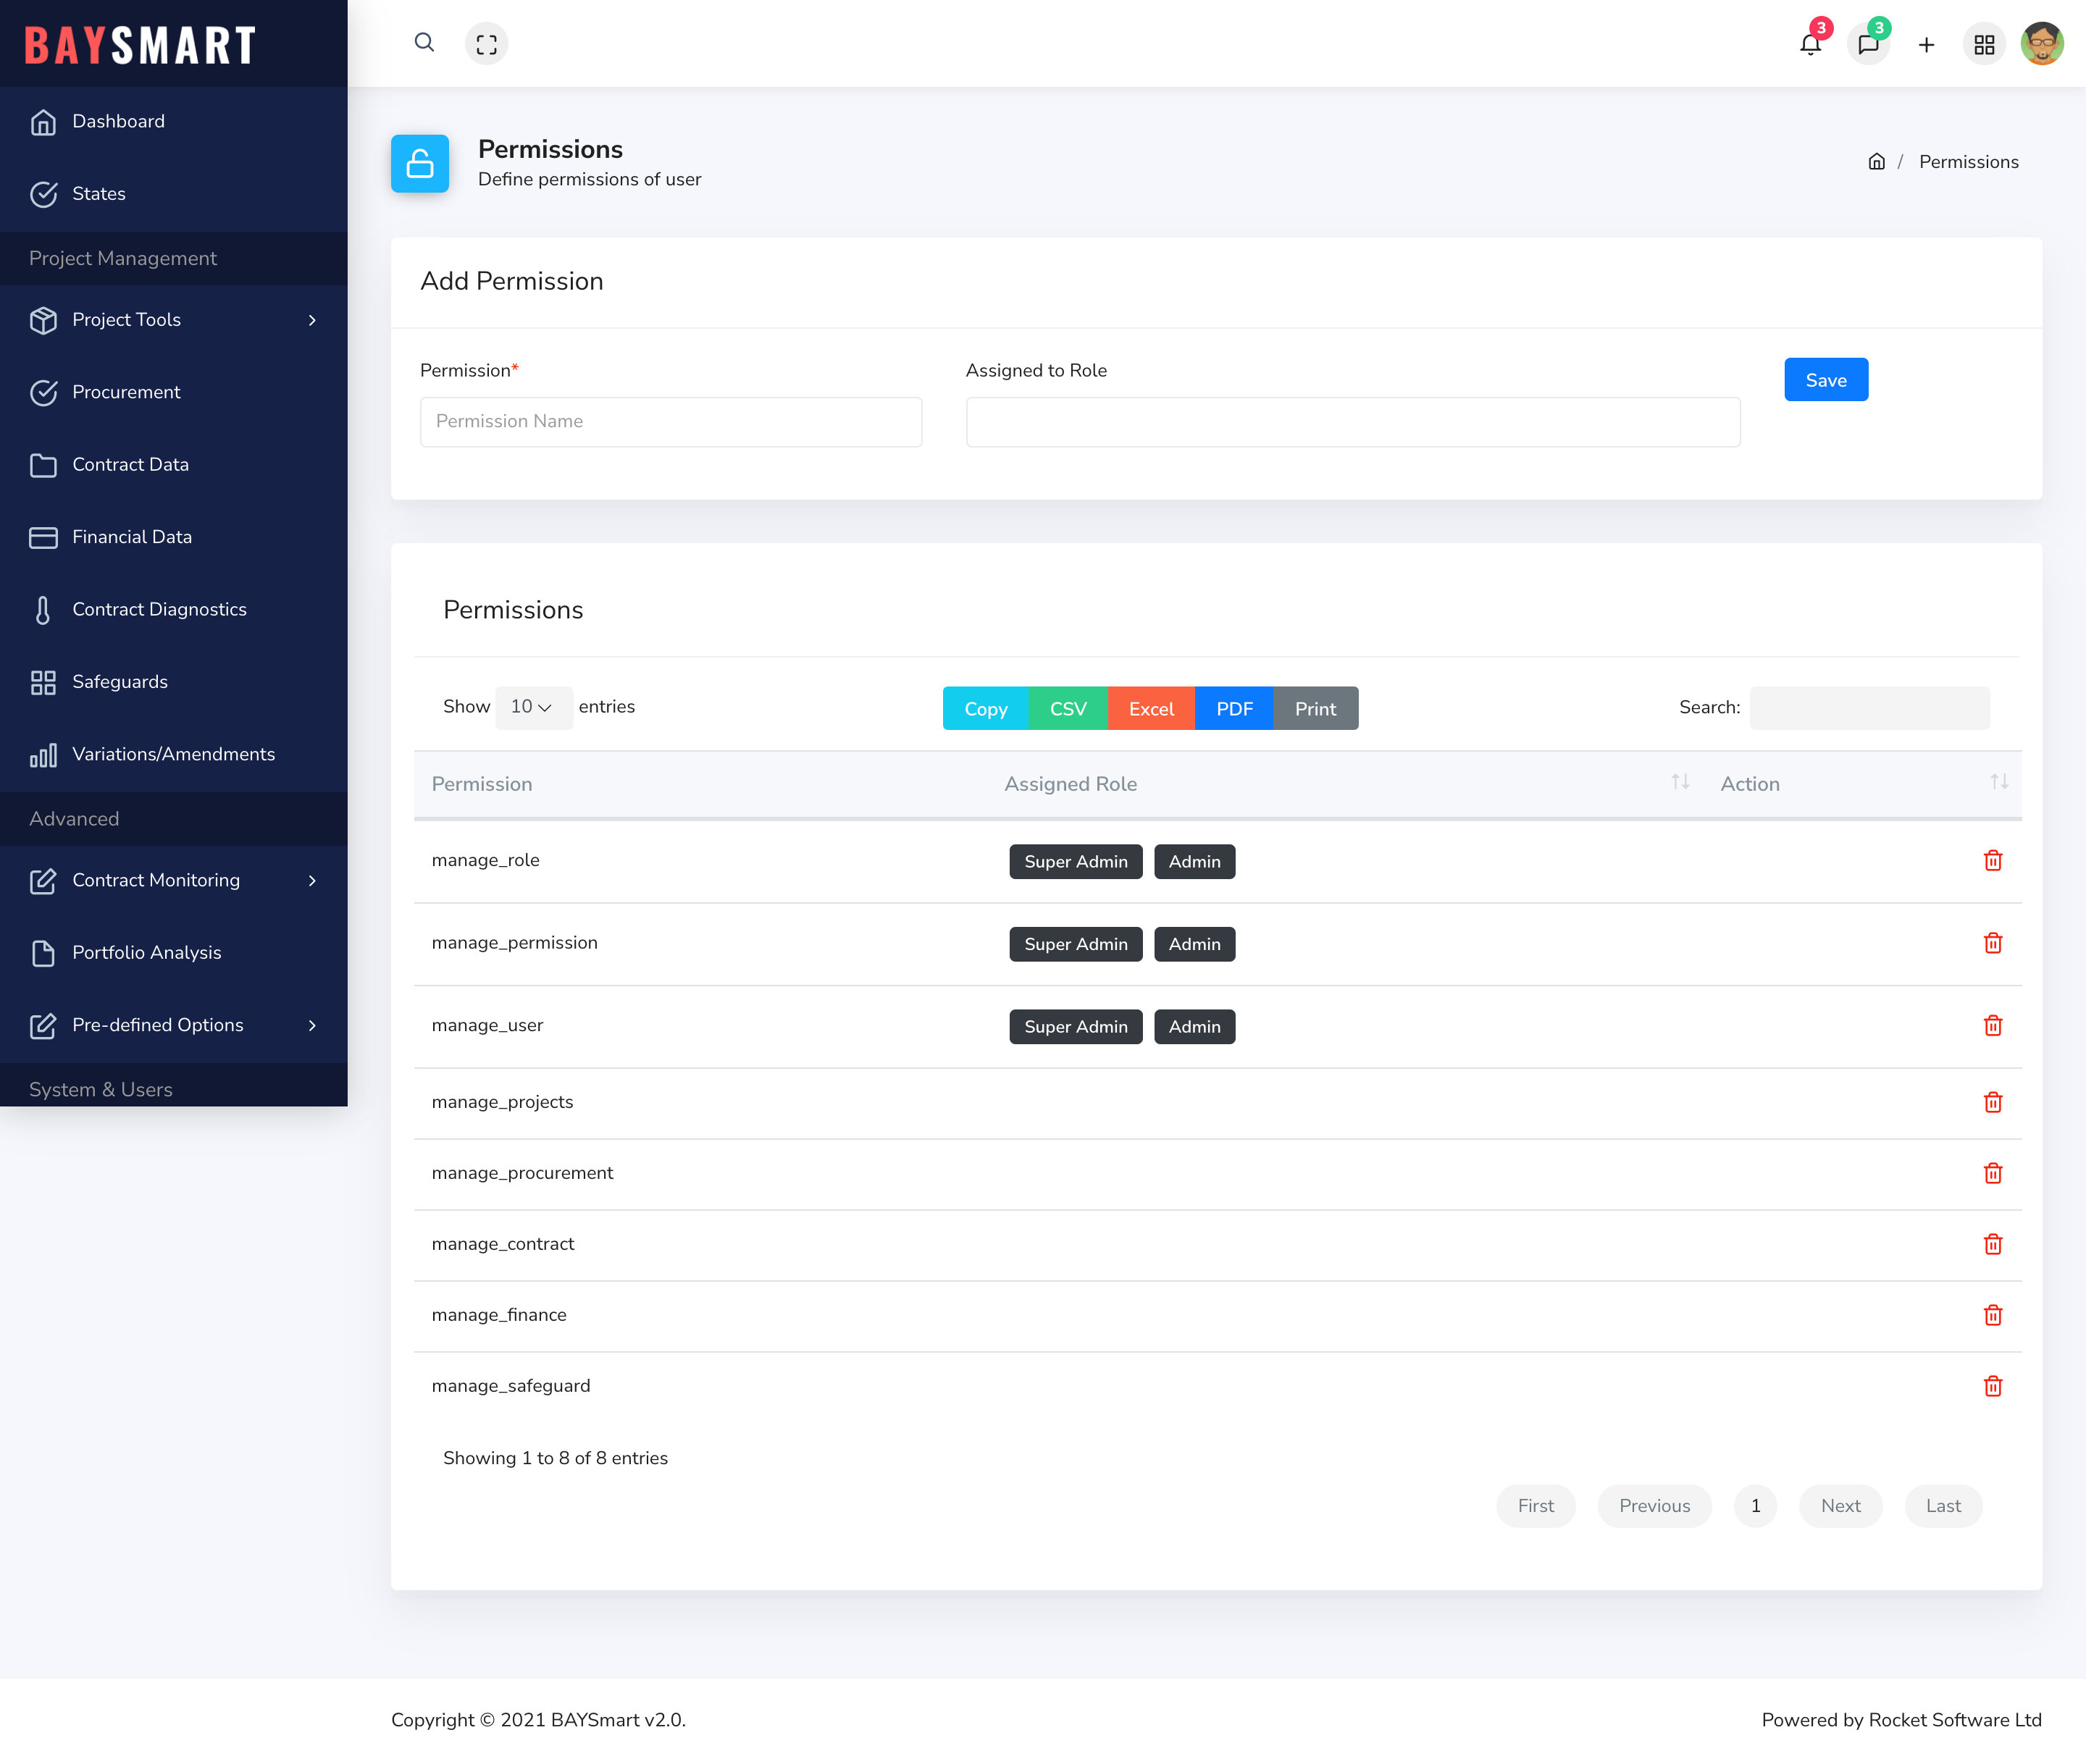 BAYSMART
3
3
Dashboard
States
Project Management
Project Tools
Procurement
Contract Data
Financial Data
Contract Diagnostics
Safeguards
Variations/Amendments
Advanced
Contract Monitoring
Portfolio Analysis
Pre-defined Options
System & Users
Permissions
Define permissions of user
/ Permissions
Add Permission
Permission*
Assigned to Role
Save
Permission Name
Permissions
Show 10 entries
Copy CSV Excel PDF Print
Search:
Permission Assigned Role Action
manage_role Super Admin Admin
manage_permission Super Admin Admin
manage_user Super Admin Admin
manage_projects
manage_procurement
manage_contract
manage_finance
manage_safeguard
Showing 1 to 8 of 8 entries
First Previous 1 Next Last
Copyright © 2021 BAYSmart v2.0.
Powered by Rocket Software Ltd